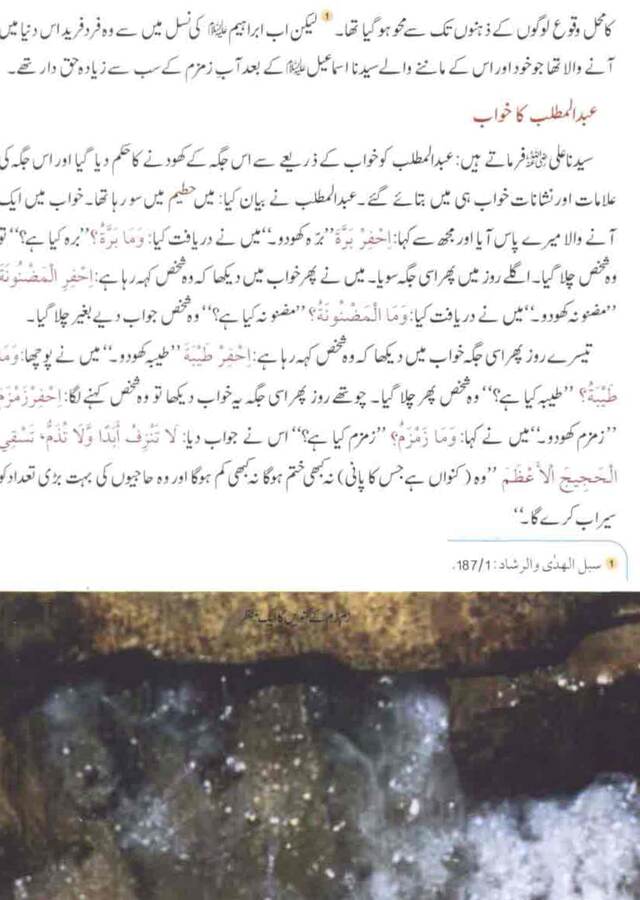 کا محل وقوع لوگوں کے ذہنوں تک سے محو ہو گیا تھا۔ 1 لیکن اب ابراہیم علیہ السلام کی نسل میں سے وہ فرد فرید اس دنیا میں
آنے والا تھا جو خود اور اس کے ماننے والے سیدنا اسماعیل علیہ السلام کے بعد آب زمزم کے سب سے زیادہ حق دار تھے۔
عبدالمطلب کا خواب
سیدنا علی رضی اللہ عنہ فرماتے ہیں: عبدالمطلب کو خواب کے ذریعے سے اس جگہ کے کھودنے کا حکم دیا گیا اور اس جگہ کی
علامات اور نشانات خواب ہی میں بتائے گئے۔ عبدالمطلب نے بیان کیا: میں حطیم میں سو رہا تھا۔ خواب میں ایک
آنے والا میرے پاس آیا اور مجھ سے کہا: اِحْفِرْ بَرَّةَ ’’برّہ کھودو۔‘‘ میں نے دریافت کیا: وَمَا بَرَّةُ؟ ’’برہ کیا ہے؟‘‘ تو
وہ شخص چلا گیا۔ اگلے روز میں پھر اسی جگہ سویا۔ میں نے پھر خواب میں دیکھا کہ وہ شخص کہہ رہا ہے: اِحْفِرِ الْمَضْنُونَةَ
’’مضنونہ کھودو۔‘‘ میں نے دریافت کیا: وَمَا الْمَضْنُونَةُ؟ ’’مضنونہ کیا ہے؟‘‘ وہ شخص جواب دیے بغیر چلا گیا۔
تیسرے روز پھر اسی جگہ خواب میں دیکھا کہ وہ شخص کہہ رہا ہے: اِحْفِرْ طَيْبَةَ ’’طیبہ کھودو۔‘‘ میں نے پوچھا: وَمَا
طَيْبَةُ؟ ’’طیبہ کیا ہے؟‘‘ وہ شخص پھر چلا گیا۔ چوتھے روز پھر اسی جگہ یہ خواب دیکھا تو وہ شخص کہنے لگا: اِحْفِرْ زَمْزَمَ
’’زمزم کھودو۔‘‘ میں نے کہا: وَمَا زَمْزَمُ؟ ’’زمزم کیا ہے؟‘‘ اس نے جواب دیا: لَا تَنْزِفُ أَبَدًا وَّلَا تُذَمُّ، تَسْقِي
الْحَجِيجَ الْأَعْظَمَ ’’وہ (کنواں ہے جس کا پانی) نہ کبھی ختم ہوگا نہ کبھی کم ہوگا اور وہ حاجیوں کی بہت بڑی تعداد کو
سیراب کرے گا۔‘‘
1 سبل الھدٰی والرشاد: 187/1.
زم زم کے کنویں کا ایک منظر